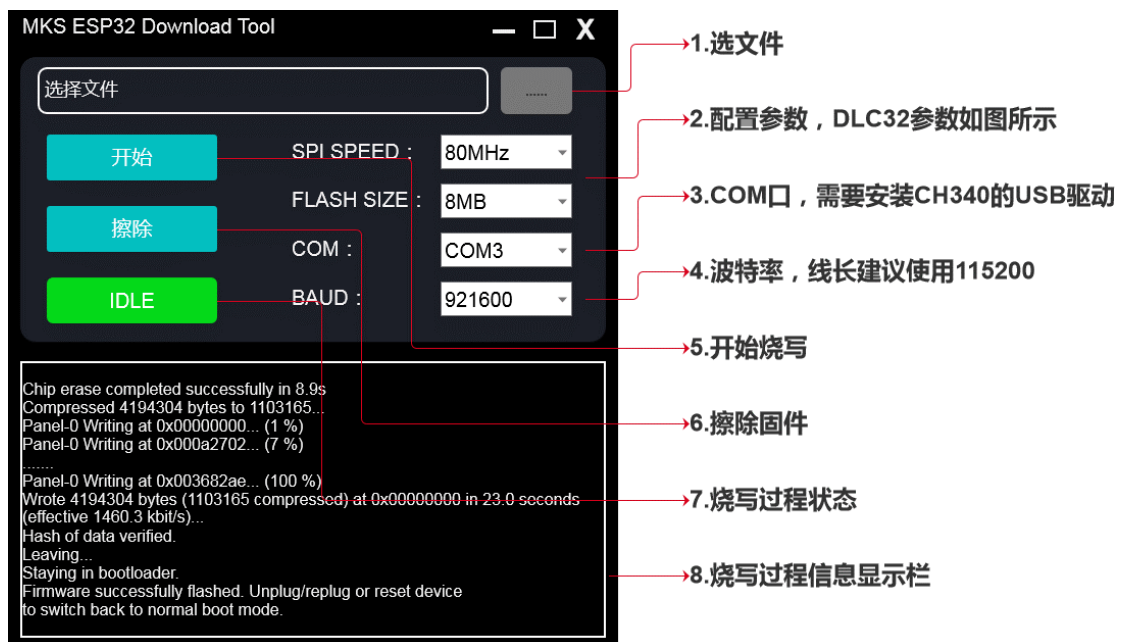 MKS ESP32 Download Tool
选择文件
......
开始
擦除
IDLE
SPI SPEED：
80MHz
FLASH SIZE：
8MB
COM：
COM3
BAUD：
921600
Chip erase completed successfully in 8.9s
Compressed 4194304 bytes to 1103165...
Panel-0 Writing at 0x00000000... (1 %)
Panel-0 Writing at 0x000a2702... (7 %)
.......
Panel-0 Writing at 0x003682ae... (100 %)
Wrote 4194304 bytes (1103165 compressed) at 0x00000000 in 23.0 seconds
(effective 1460.3 kbit/s)...
Hash of data verified.
Leaving...
Staying in bootloader.
Firmware successfully flashed. Unplug/replug or reset device
to switch back to normal boot mode.
1.选文件
2.配置参数，DLC32参数如图所示
3.COM口，需要安装CH340的USB驱动
4.波特率，线长建议使用115200
5.开始烧写
6.擦除固件
7.烧写过程状态
8.烧写过程信息显示栏